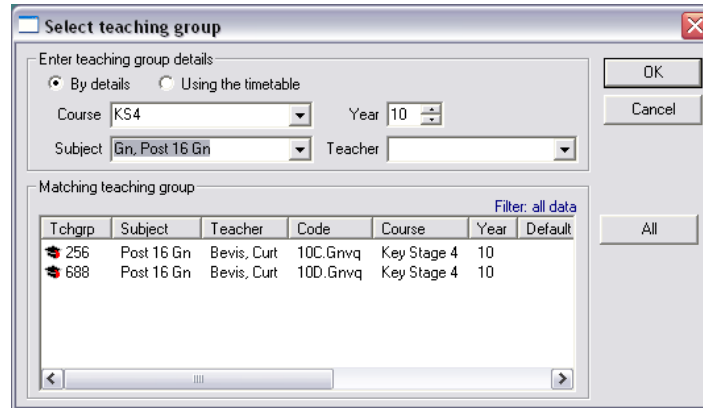 Select teaching group
Enter teaching group details
By details Using the timetable
OK
Course KS4 Year 10
Cancel
Subject Gn, Post 16 Gn Teacher
Matching teaching group
Filter: all data
Tchgrp Subject Teacher Code Course Year Default
All
256 Post 16 Gn Bevis, Curt 10C.Gnvq Key Stage 4 10
688 Post 16 Gn Bevis, Curt 10D.Gnvq Key Stage 4 10